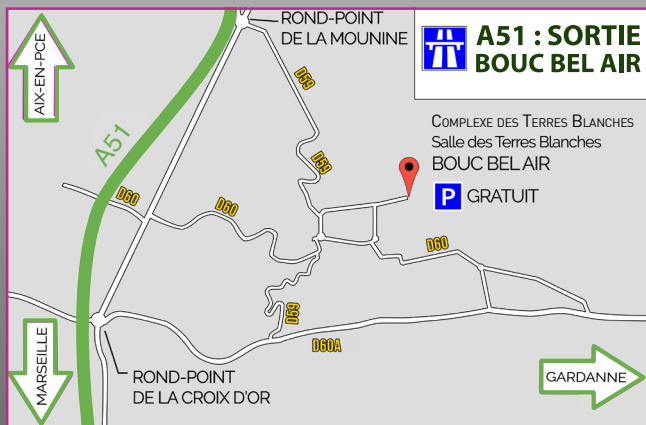 AIX-EN-PCE
ROND-POINT
DE LA MOUNINE
A51 : SORTIE
BOUC BEL AIR
D59
A51
D59
COMPLEXE DES TERRES BLANCHES
Salle des Terres Blanches
BOUC BEL AIR
P GRATUIT
D60
D60
D60
D59
D60A
MARSEILLE
ROND-POINT
DE LA CROIX D'OR
GARDANNE